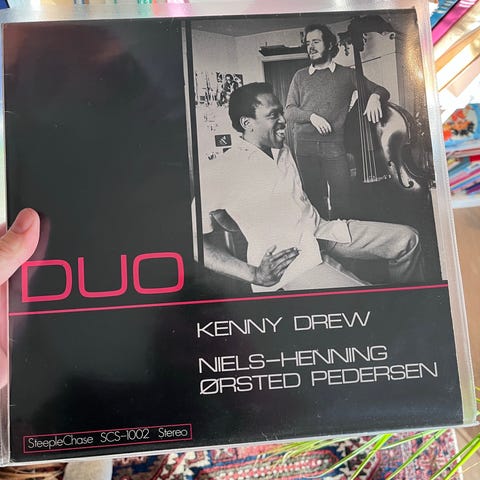 DUO
KENNY DREW
NIELS-HENNING
ØRSTED PEDERSEN
SteepleChase SCS-1002 Stereo